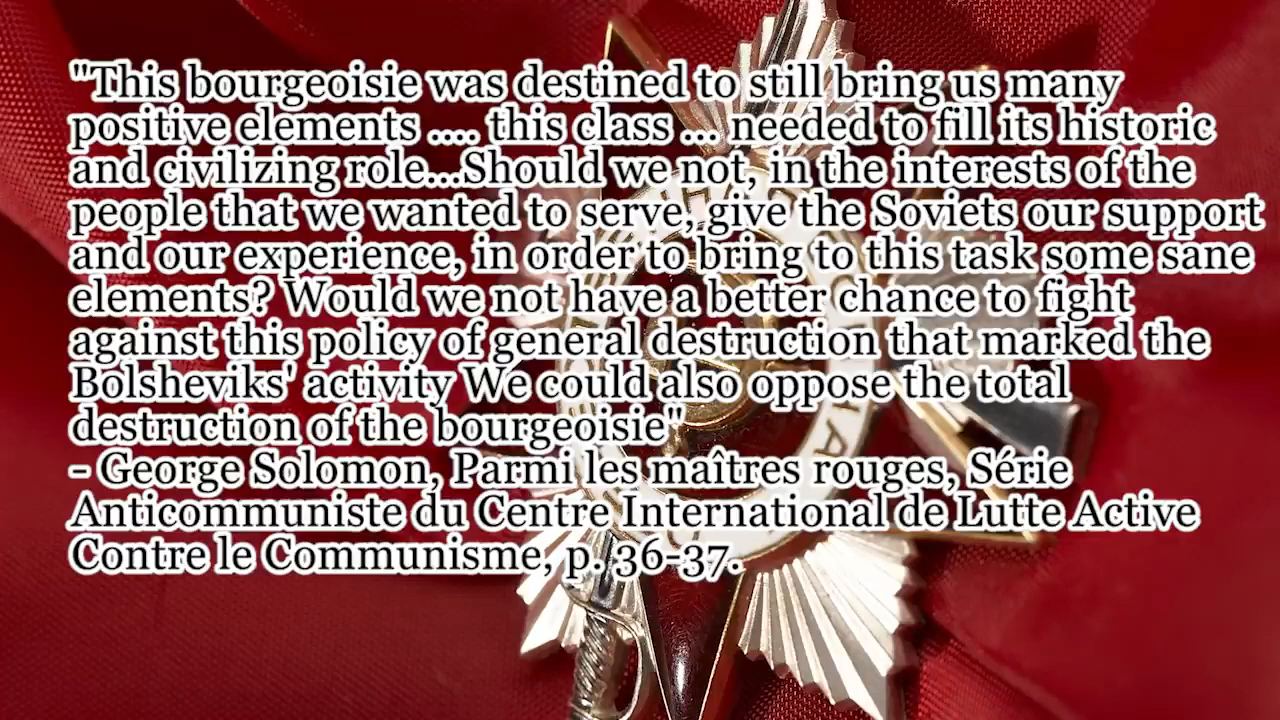 "This bourgeoisie was destined to still bring us many
positive elements .... this class ... needed to fill its historic
and civilizing role...Should we not, in the interests of the
people that we wanted to serve, give the Soviets our support
and our experience, in order to bring to this task some sane
elements? Would we not have a better chance to fight
against this policy of general destruction that marked the
Bolsheviks' activity We could also oppose the total
destruction of the bourgeoisie"
- George Solomon, Parmi les maîtres rouges, Série
Anticommuniste du Centre International de Lutte Active
Contre le Communisme, p. 36-37.